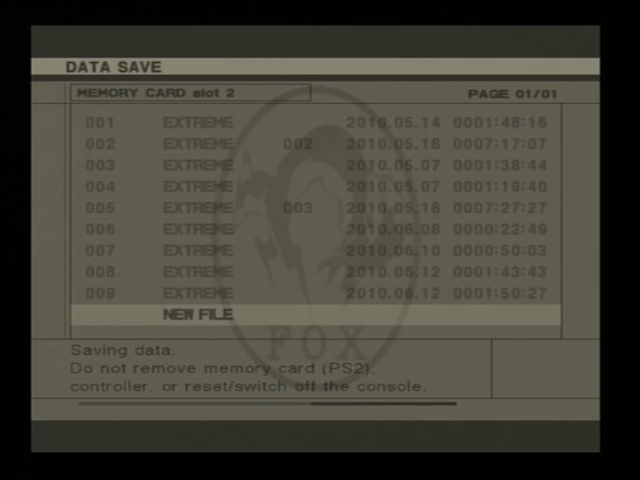 DATA SAVE
MEMORY CARD slot 2 PAGE 01/01
001 EXTREME 2010.05.14 0001:48:16
002 EXTREME 002 2010.05.18 0007:17:07
003 EXTREME 2010.05.07 0001:38:44
004 EXTREME 2010.05.07 0001:19:40
005 EXTREME 003 2010.05.18 0007:27:27
006 EXTREME 2010.06.08 0000:22:49
007 EXTREME 2010.06.10 0000:50:03
008 EXTREME 2010.06.12 0001:43:43
009 EXTREME 2010.06.12 0001:50:27
NEW FILE
FOX
Saving data.
Do not remove memory card (PS2),
controller, or reset/switch off the console.